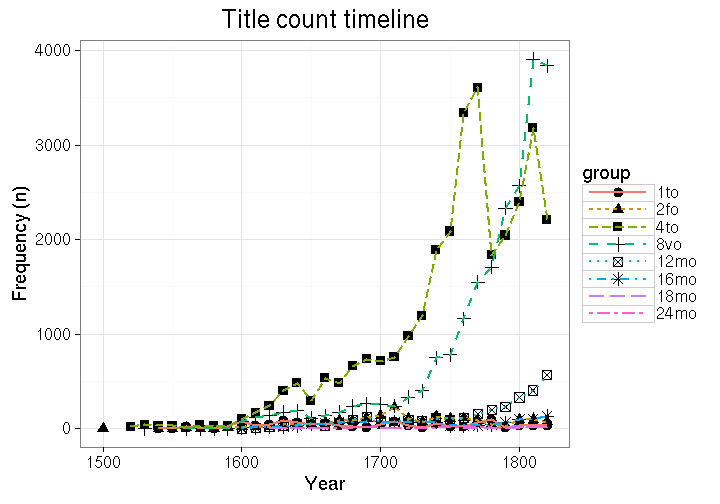 Title count timeline
Frequency (n)
4000
3000
2000
1000
0
1500
1600
1700
1800
Year
group
1to
2fo
4to
8vo
12mo
16mo
18mo
24mo